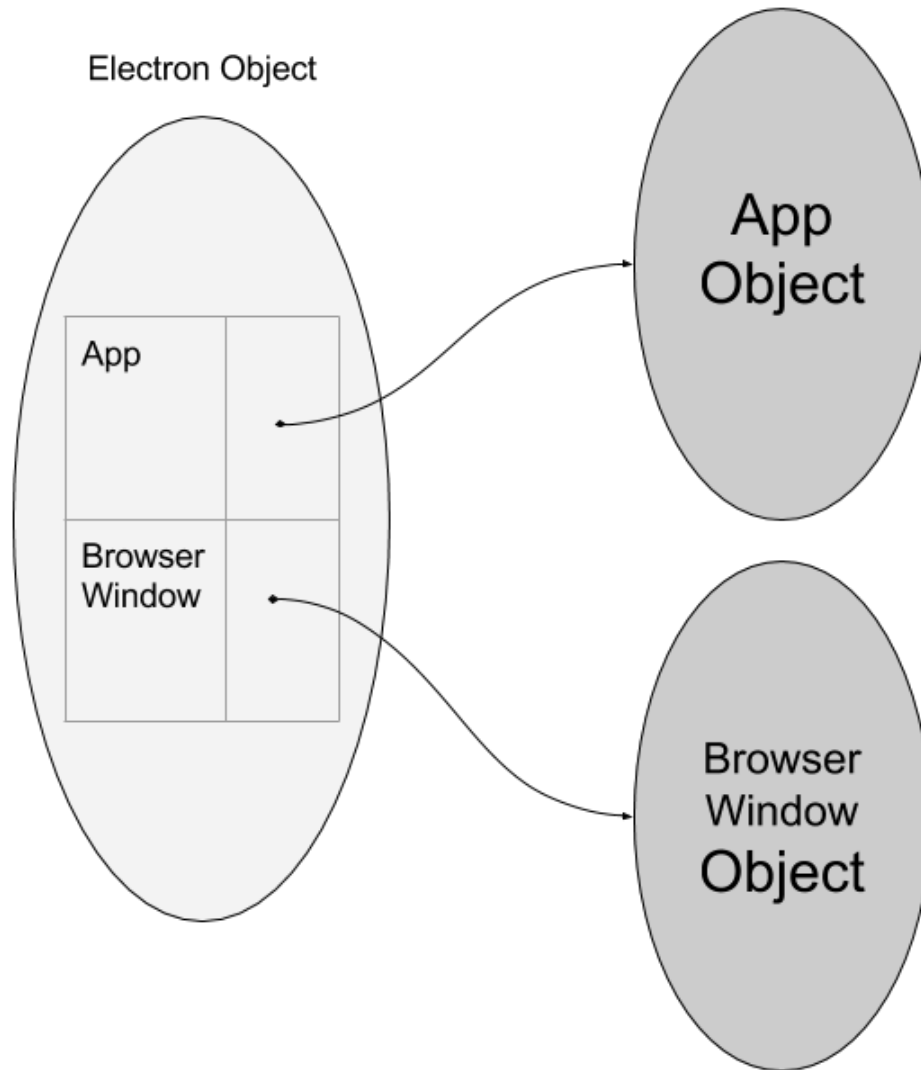 Electron Object
App
Browser
Window
App
Object
Browser
Window
Object